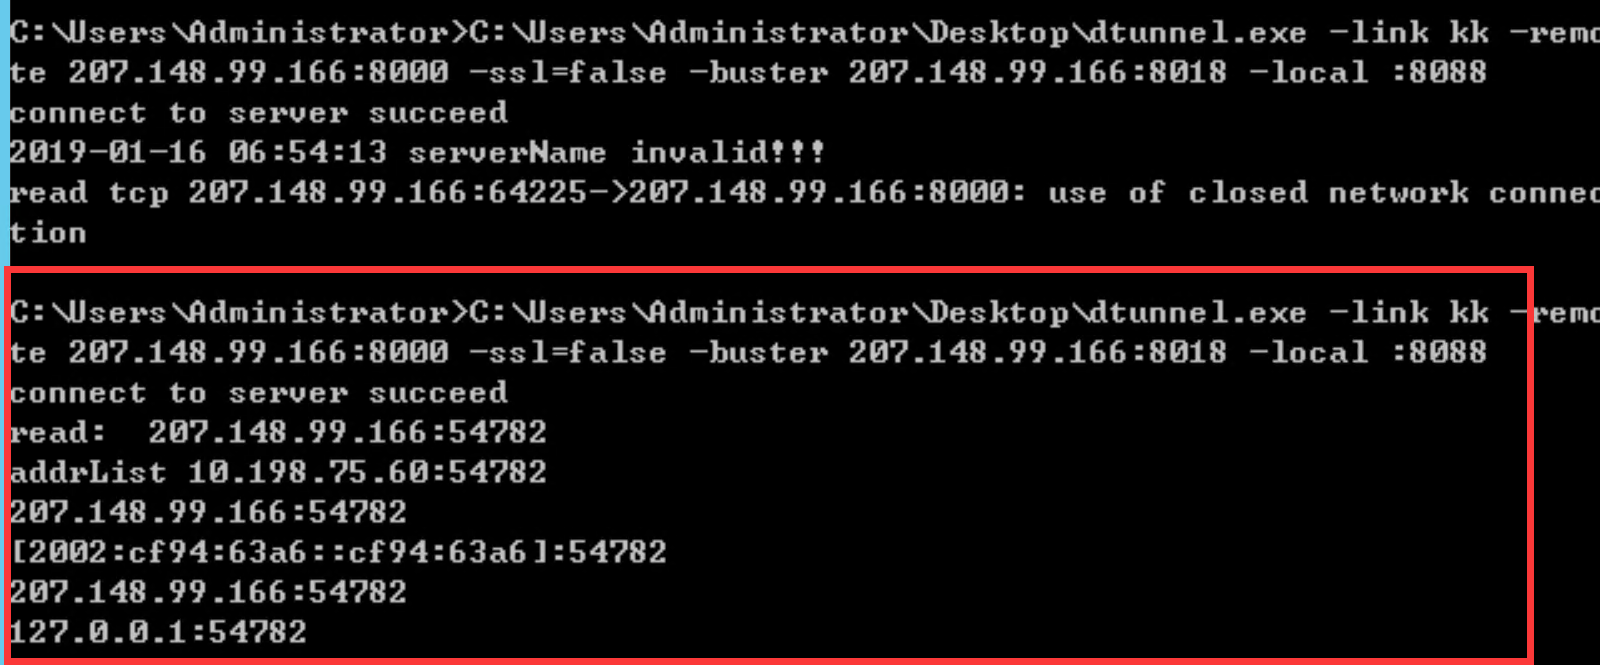 C:\Users\Administrator>C:\Users\Administrator\Desktop\dtunnel.exe -link kk -remo
te 207.148.99.166:8000 -ssl=false -buster 207.148.99.166:8018 -local :8088
connect to server succeed
2019-01-16 06:54:13 serverName invalid!!!
read tcp 207.148.99.166:64225->207.148.99.166:8000: use of closed network connec
tion
C:\Users\Administrator>C:\Users\Administrator\Desktop\dtunnel.exe -link kk -remo
te 207.148.99.166:8000 -ssl=false -buster 207.148.99.166:8018 -local :8088
connect to server succeed
read:  207.148.99.166:54782
addrList 10.198.75.60:54782
207.148.99.166:54782
[2002:cf94:63a6::cf94:63a6]:54782
207.148.99.166:54782
127.0.0.1:54782